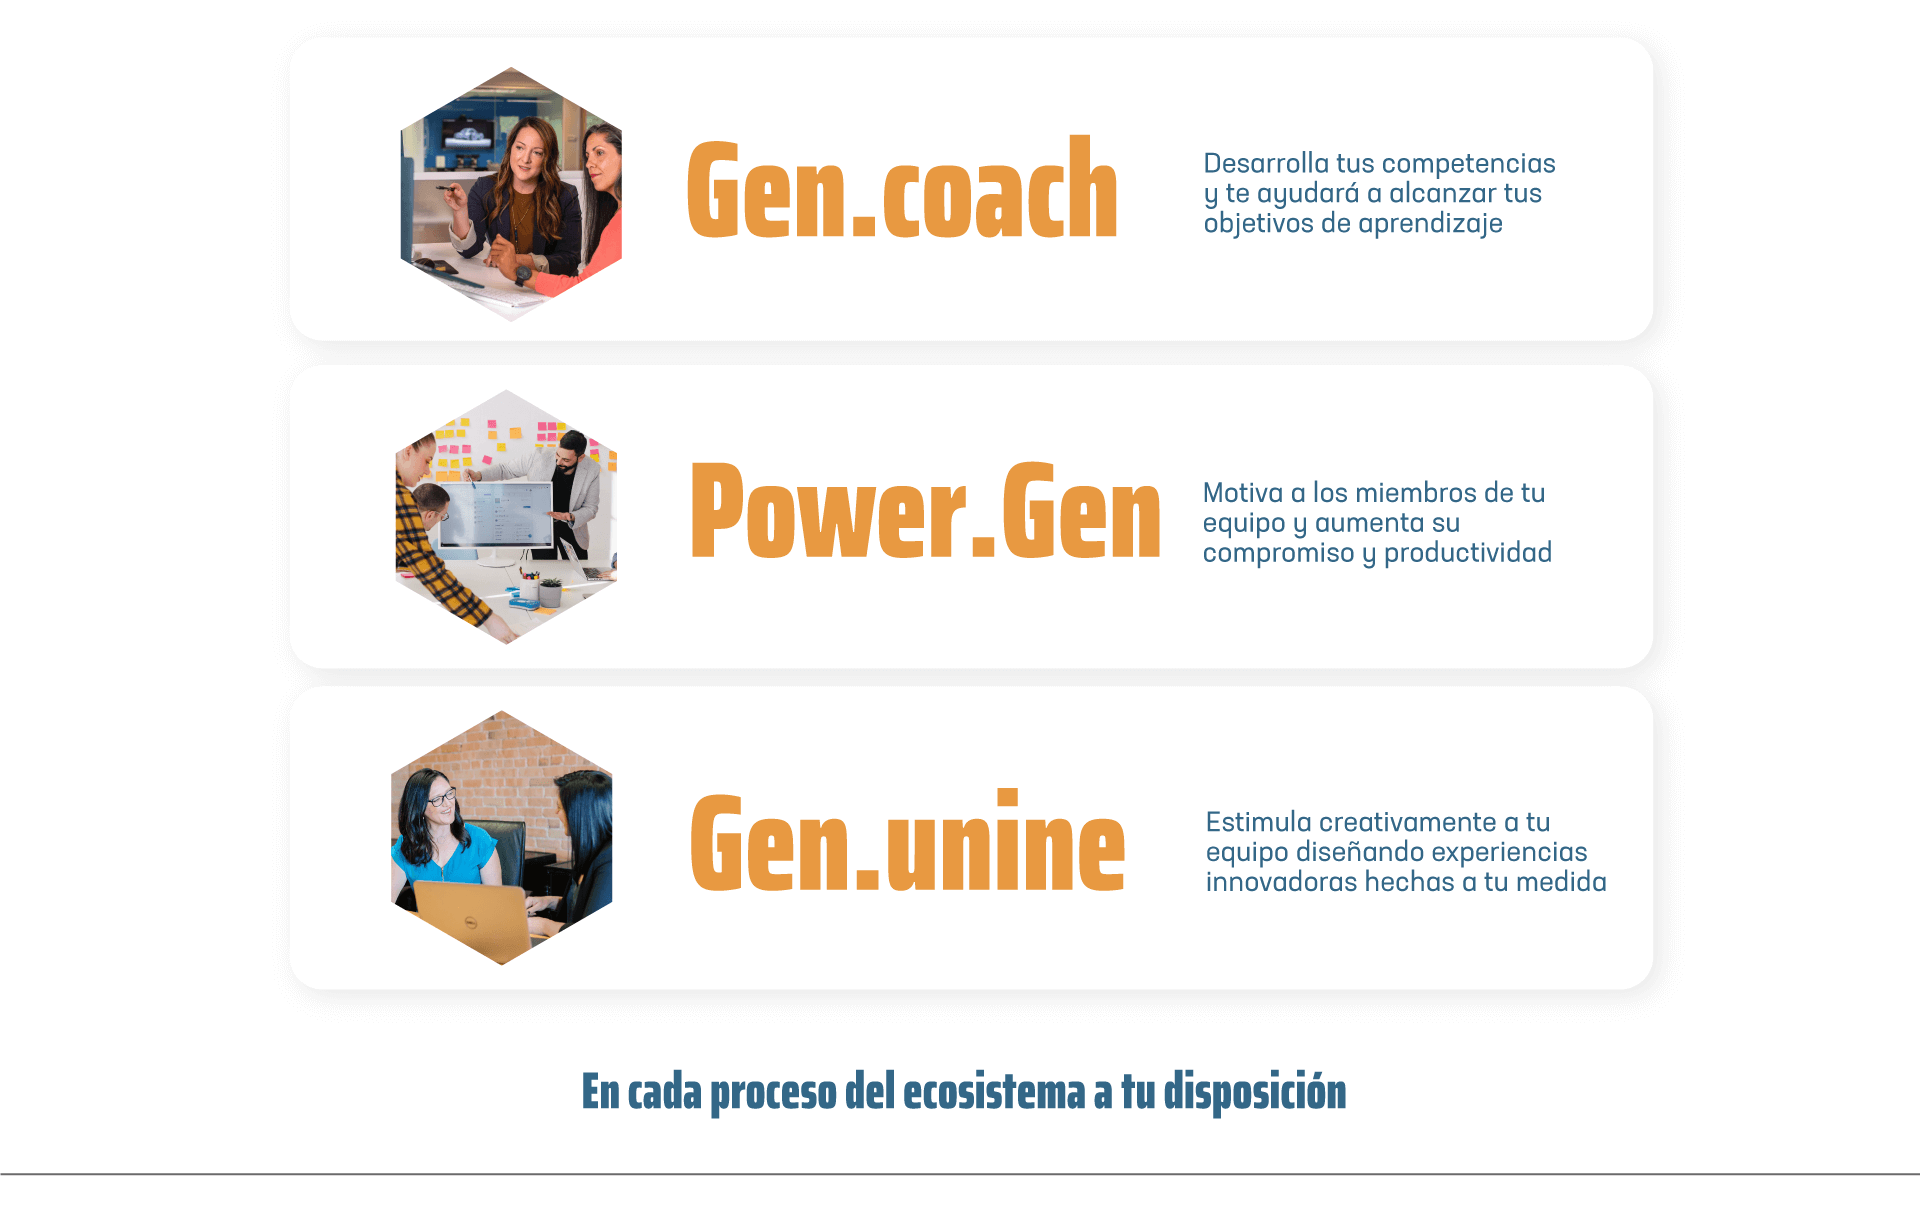 Gen.coach
Desarrolla tus competencias
y te ayudará a alcanzar tus
objetivos de aprendizaje
Power.Gen
Motiva a los miembros de tu
equipo y aumenta su
compromiso y productividad
Gen.unine
Estimula creativamente a tu
equipo diseñando experiencias
innovadoras hechas a tu medida
En cada proceso del ecosistema a tu disposición